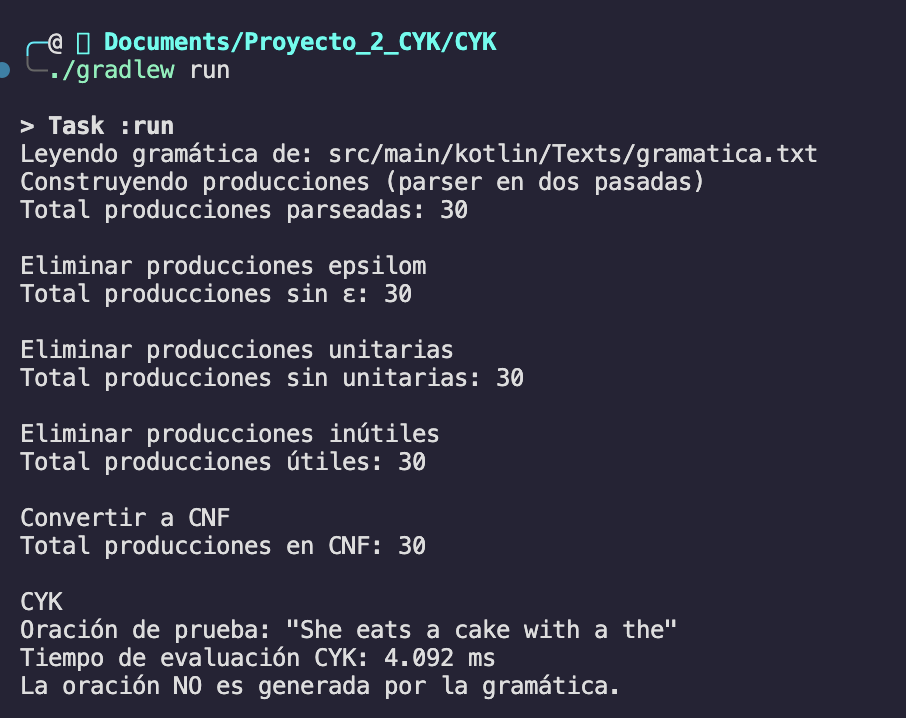 @ Documents/Proyecto_2_CYK/CYK
./gradlew run
> Task :run
Leyendo gramática de: src/main/kotlin/Texts/gramatica.txt
Construyendo producciones (parser en dos pasadas)
Total producciones parseadas: 30
Eliminar producciones epsilom
Total producciones sin ε: 30
Eliminar producciones unitarias
Total producciones sin unitarias: 30
Eliminar producciones inútiles
Total producciones útiles: 30
Convertir a CNF
Total producciones en CNF: 30
CYK
Oración de prueba: "She eats a cake with a the"
Tiempo de evaluación CYK: 4.092 ms
La oración NO es generada por la gramática.